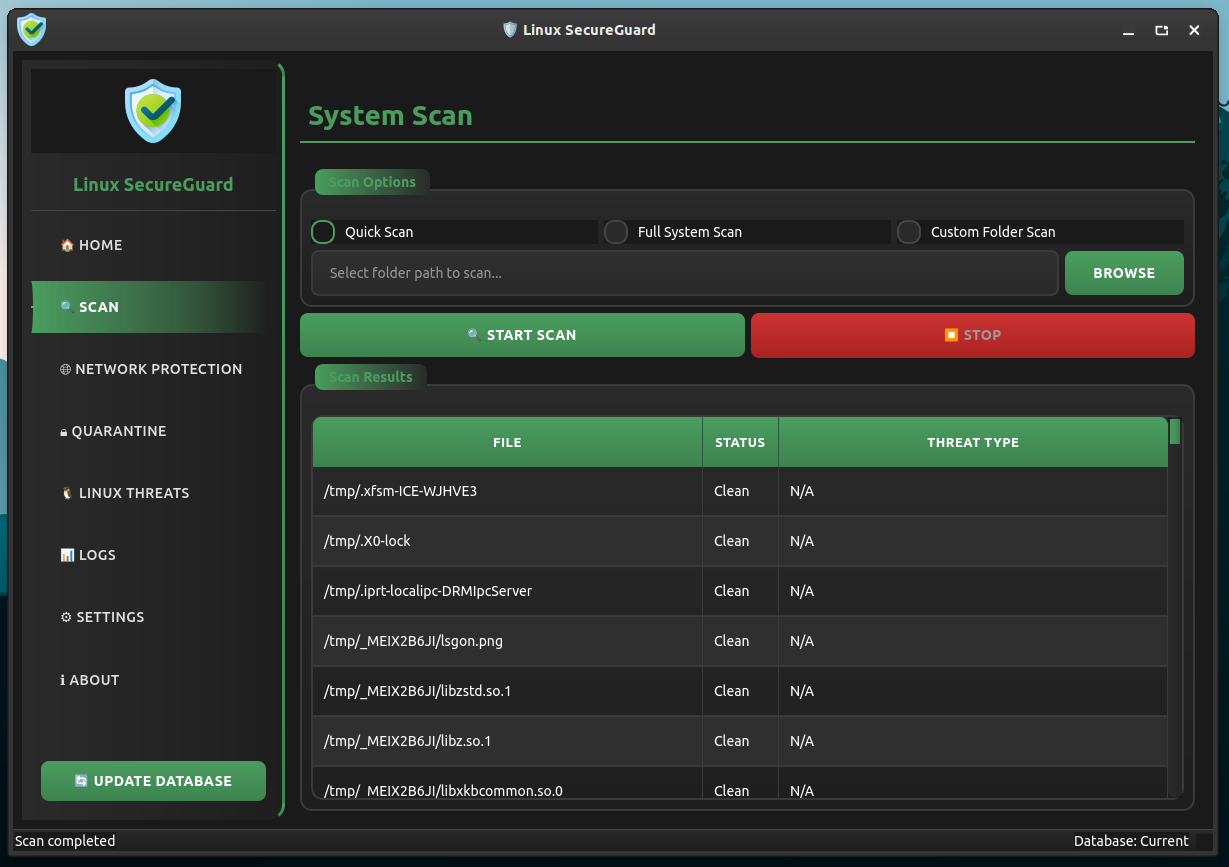 Linux SecureGuard
Linux SecureGuard
HOME
SCAN
NETWORK PROTECTION
QUARANTINE
LINUX THREATS
LOGS
SETTINGS
ℹ ABOUT
UPDATE DATABASE
System Scan
Scan Options
Quick Scan
Full System Scan
Custom Folder Scan
Select folder path to scan...
BROWSE
START SCAN
STOP
Scan Results
FILE STATUS THREAT TYPE
/tmp/.xfsm-ICE-WJHVE3 Clean N/A
/tmp/.X0-lock Clean N/A
/tmp/.iprt-localipc-DRMIpcServer Clean N/A
/tmp/_MEIX2B6JI/lsgon.png Clean N/A
/tmp/_MEIX2B6JI/libzstd.so.1 Clean N/A
/tmp/_MEIX2B6JI/libz.so.1 Clean N/A
/tmp/_MEIX2B6JI/libxkbcommon.so.0 Clean N/A
Scan completed
Database: Current